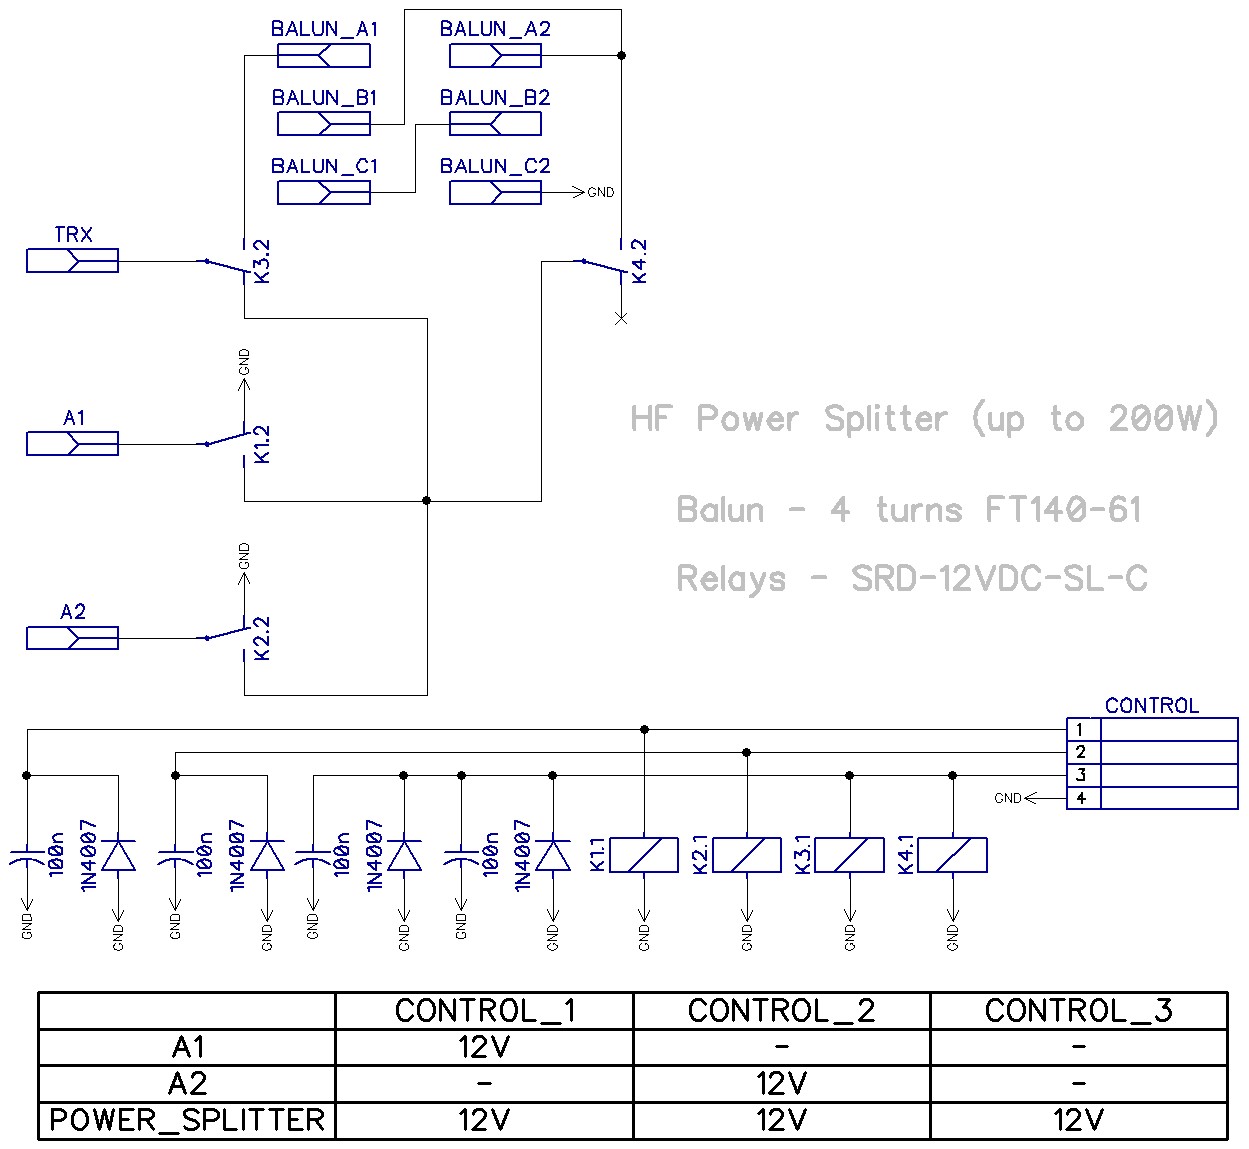 BALUN_A1 BALUN_A2
BALUN_B1 BALUN_B2
BALUN_C1 BALUN_C2
GND
TRX
K3.2
K4.2
GND
A1
K1.2
HF Power Splitter (up to 200W)
Balun - 4 turns FT140-61
Relays - SRD-12VDC-SL-C
GND
A2
K2.2
CONTROL
1
2
3
GND 4
100n 1N4007 100n 1N4007 100n 1N4007 100n 1N4007 K1.1 K2.1 K3.1 K4.1
GND GND GND GND GND GND GND GND GND GND GND GND
CONTROL_1 CONTROL_2 CONTROL_3
A1 12V - -
A2 - 12V -
POWER_SPLITTER 12V 12V 12V